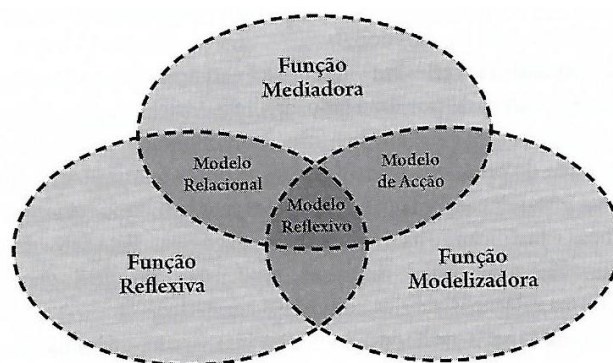 Função
Mediadora
Modelo
Relacional
Modelo
de Acção
Modelo
Reflexivo
Função
Reflexiva
Função
Modelizadora